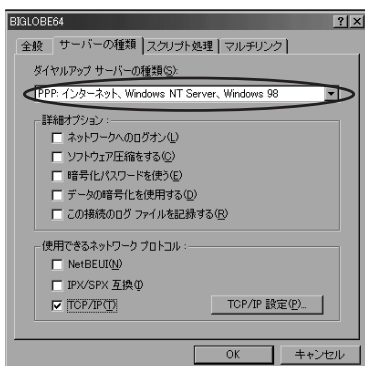 BIGLOBE64
全般 サーバーの種類 スクリプト処理 マルチリンク
ダイヤルアップ サーバーの種類(S):
PPP: インターネット、Windows NT Server、Windows 98
詳細オプション:
ネットワークへのログオン(L)
ソフトウェア圧縮をする(C)
暗号化パスワードを使う(E)
データの暗号化を使用する(D)
この接続のログ ファイルを記録する(R)
使用できるネットワーク プロトコル:
NetBEUI(N)
IPX/SPX 互換(I)
TCP/IP(T) TCP/IP 設定(P)...
OK キャンセル